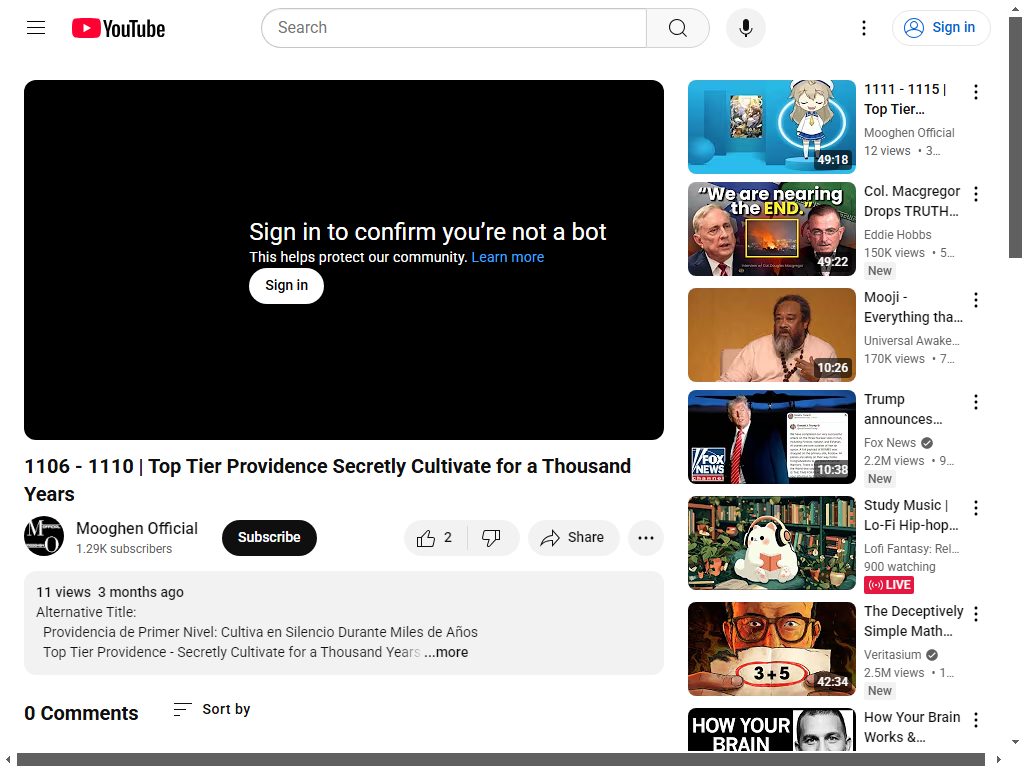 YouTube
Search
Sign in
Sign in to confirm you’re not a bot
This helps protect our community. Learn more
Sign in
1106 - 1110 | Top Tier Providence Secretly Cultivate for a Thousand
Years
Mooghen Official
1.29K subscribers
Subscribe
2
Share
11 views 3 months ago
Alternative Title:
Providencia de Primer Nivel: Cultiva en Silencio Durante Miles de Años
Top Tier Providence - Secretly Cultivate for a Thousand Years ...more
0 Comments
Sort by
49:18
1111 - 1115 |
Top Tier…
Mooghen Official
12 views • 3…
“We are nearing
the END.”
49:22
Col. Macgregor
Drops TRUTH…
Eddie Hobbs
150K views • 5…
New
10:26
Mooji -
Everything tha…
Universal Awake…
170K views • 7…
FOX
NEWS
channel
10:38
Trump
announces…
Fox News
2.2M views • 9…
New
Study Music |
Lo-Fi Hip-hop…
Lofi Fantasy: Rel…
900 watching
LIVE
3+5
42:34
The Deceptively
Simple Math…
Veritasium
2.5M views • 1…
New
HOW YOUR
BRAIN
How Your Brain
Works &…